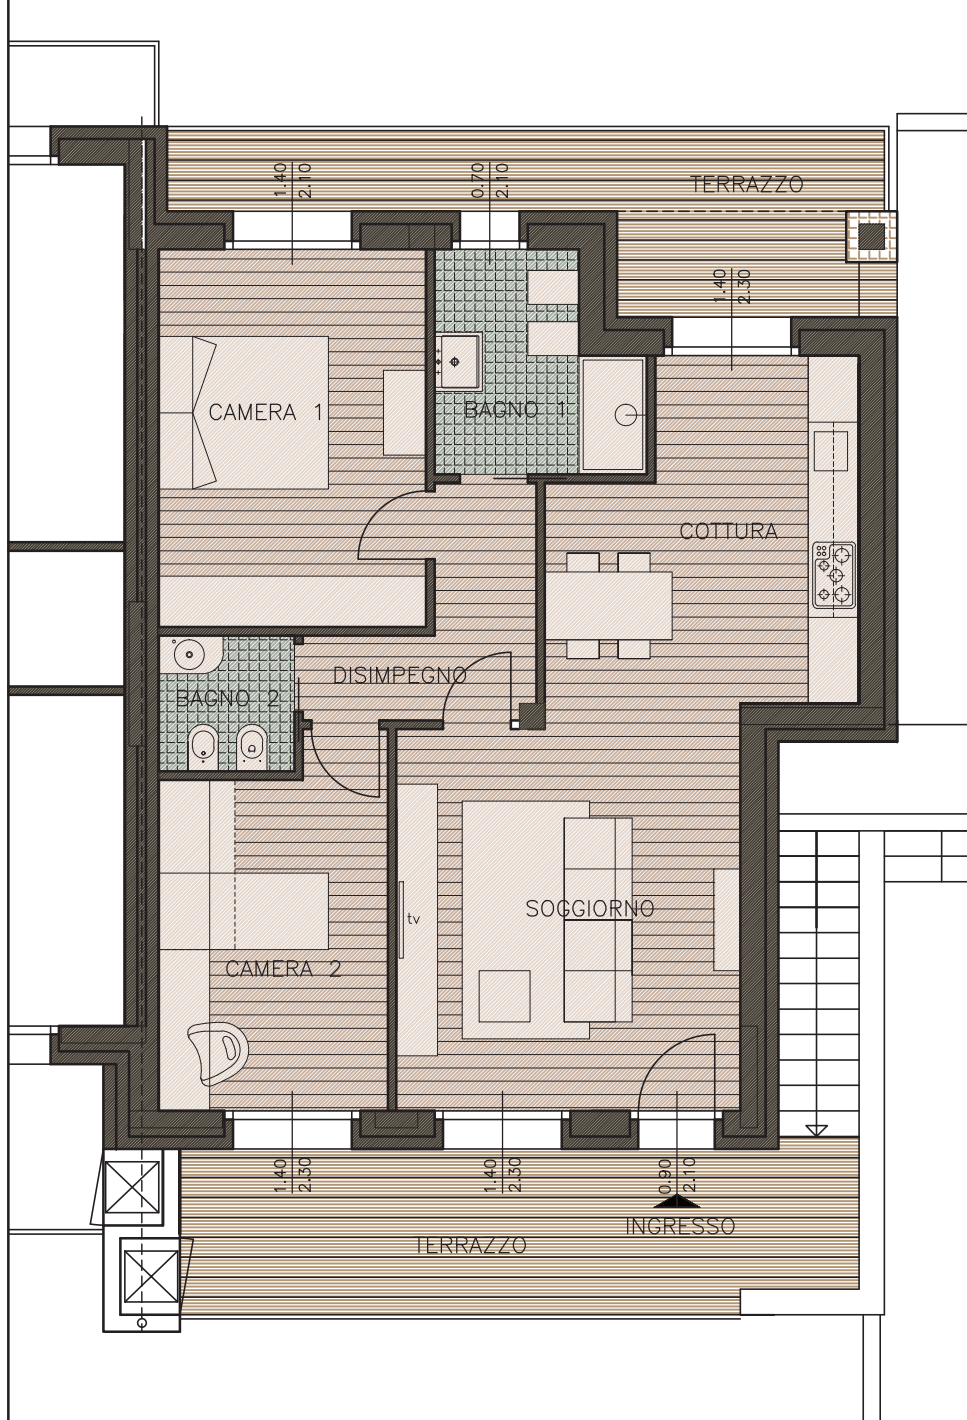 1.40
2.10
0.70
2.10
TERRAZZO
1.40
2.30
CAMERA 1
BAGNO 1
COTTURA
DISIMPEGNO
BAGNO 2
SOGGIORNO
tv
CAMERA 2
1.40
2.30
1.40
2.30
0.90
2.10
INGRESSO
TERRAZZO